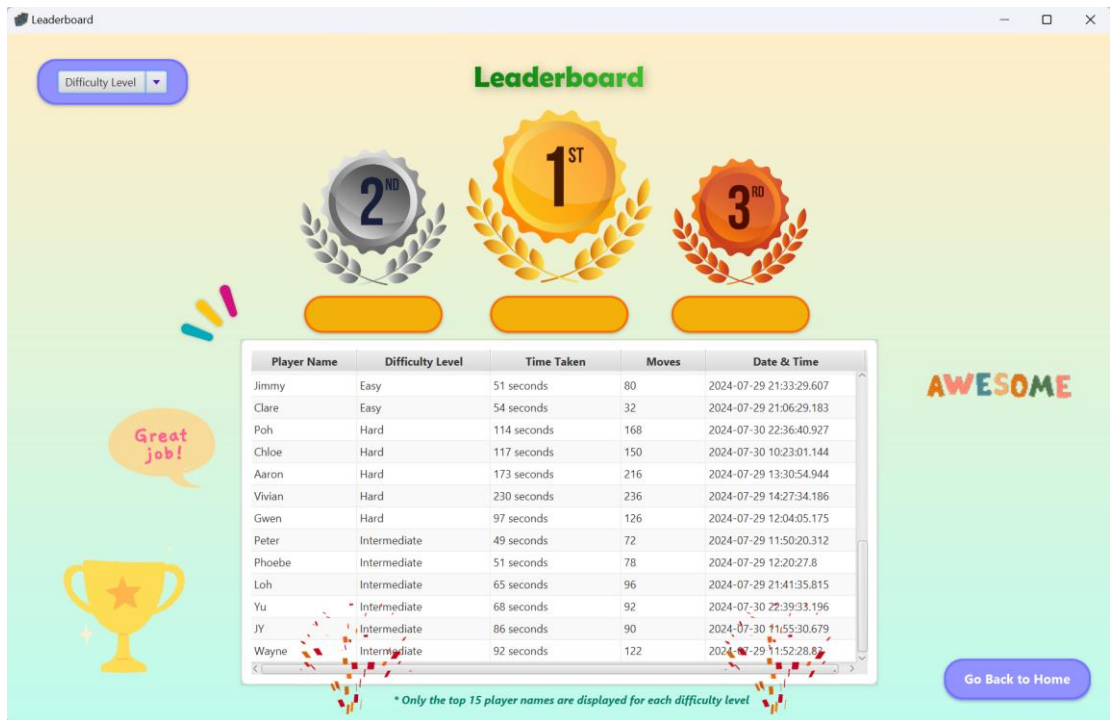 Leaderboard
Difficulty Level
Leaderboard
2ND
1ST
3RD
Player Name Difficulty Level Time Taken Moves Date & Time
Jimmy Easy 51 seconds 80 2024-07-29 21:33:29.607
Clare Easy 54 seconds 32 2024-07-29 21:06:29.183
Poh Hard 114 seconds 168 2024-07-30 22:36:40.927
Chloe Hard 117 seconds 150 2024-07-30 10:23:01.144
Aaron Hard 173 seconds 216 2024-07-29 13:30:54.944
Vivian Hard 230 seconds 236 2024-07-29 14:27:34.186
Gwen Hard 97 seconds 126 2024-07-29 12:04:05.175
Peter Intermediate 49 seconds 72 2024-07-29 11:50:20.312
Phoebe Intermediate 51 seconds 78 2024-07-29 12:20:27.8
Loh Intermediate 65 seconds 96 2024-07-29 21:41:35.815
Yu Intermediate 68 seconds 92 2024-07-30 22:39:33.196
JY Intermediate 86 seconds 90 2024-07-30 11:55:30.679
Wayne Intermediate 92 seconds 122 2024-07-29 11:52:28.83
* Only the top 15 player names are displayed for each difficulty level
Great
job!
AWESOME
Go Back to Home